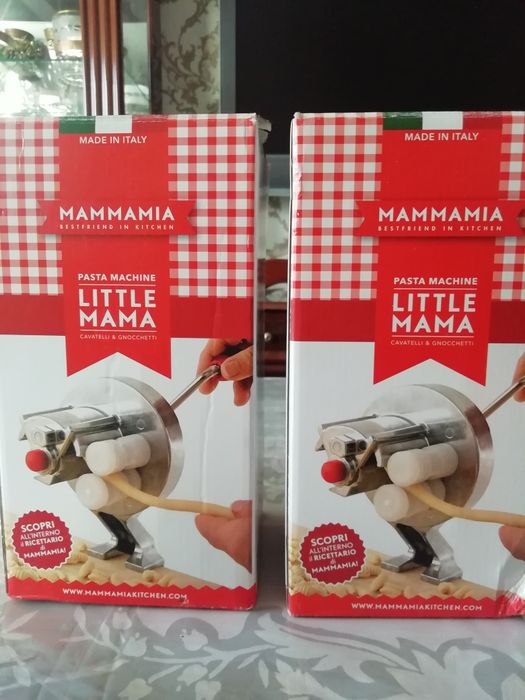 MADE IN ITALY
MAMMAMIA
BESTFRIEND IN KITCHEN
PASTA MACHINE
LITTLE
MAMA
CAVATELLI & GNOCCHETTI
SCOPRI
ALL'INTERNO
il RICETTARIO
di
MAMMAMIA!
WWW.MAMMAMIAKITCHEN.COM
MADE IN ITALY
MAMMAMIA
BESTFRIEND IN KITCHEN
PASTA MACHINE
LITTLE
MAMA
CAVATELLI & GNOCCHETTI
SCOPRI
ALL'INTERNO
il RICETTARIO
di
MAMMAMIA!
WWW.MAMMAMIAKITCHEN.COM